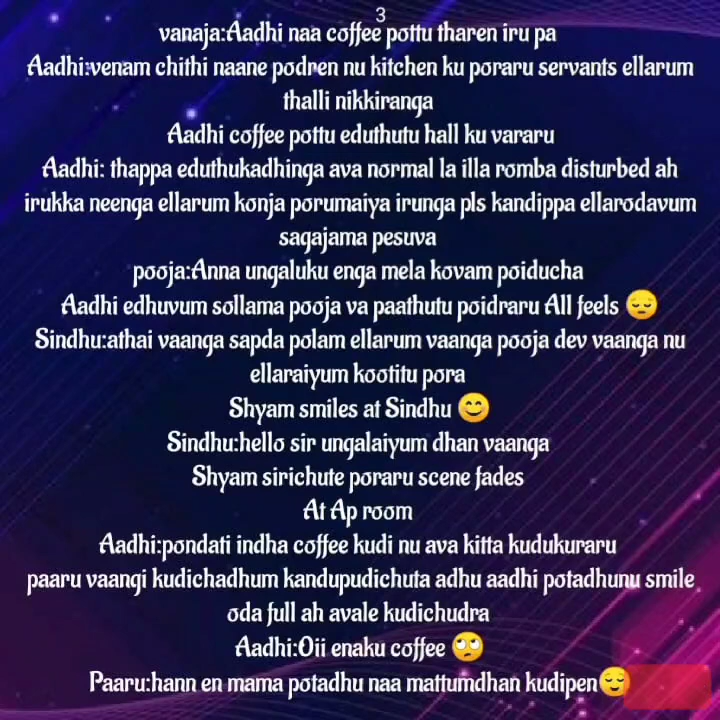 3
vanaja:Aadhi naa coffee pottu tharen iru pa
Aadhi:venam chithi naane podren nu kitchen ku poraru servants ellarum
thalli nikkiranga
Aadhi coffee pottu eduthutu hall ku vararu
Aadhi: thappa eduthukadhinga ava normal la illa romba disturbed ah
irukka neenga ellarum konja porumaiya irunga pls kandippa ellarodavum
sagajama pesuva
pooja:Anna ungaluku enga mela kovam poiducha
Aadhi edhuvum sollama pooja va paathutu poidraru All feels 😔
Sindhu:athai vaanga sapda polam ellarum vaanga pooja dev vaanga nu
ellaraiyum kootitu pora
Shyam smiles at Sindhu 😊
Sindhu:hello sir ungalaiyum dhan vaanga
Shyam sirichute poraru scene fades
At Ap room
Aadhi:pondati indha coffee kudi nu ava kitta kudukuraru
paaru vaangi kudichadhum kandupudichuta adhu aadhi potadhunu smile
oda full ah avale kudichudra
Aadhi:Oii enaku coffee 🙄
Paaru:hann en mama potadhu naa mattumdhan kudipen😌